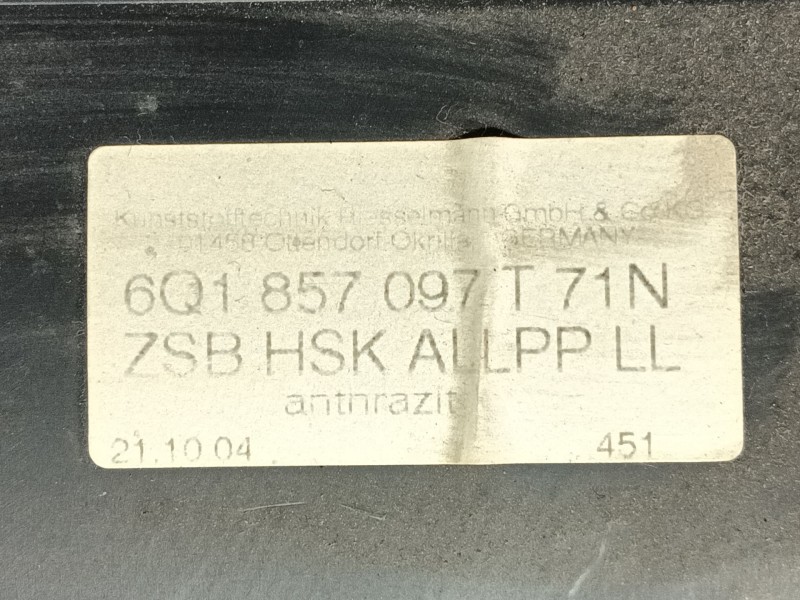 Kunststofftechnik Hesselmann GmbH & Co KG
Ottendorf-Okrilla GERMANY
6Q1 857 097 T 71N
ZSB HSK ALLPP LL
anthrazit
21.10 04 451